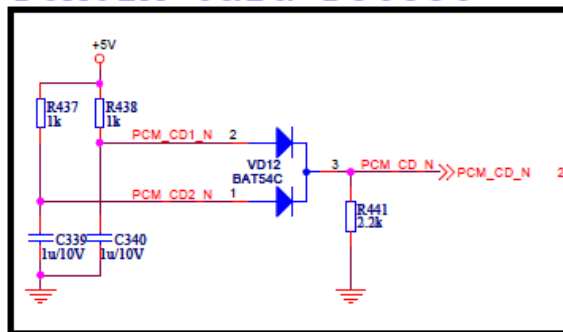 +5V
R437
1k
R438
1k
PCM_CD1_N 2
VD12
BAT54C
3 PCM_CD_N
PCM_CD_N 2
PCM_CD2_N 1
R441
2.2k
C339
1u/10V
C340
1u/10V